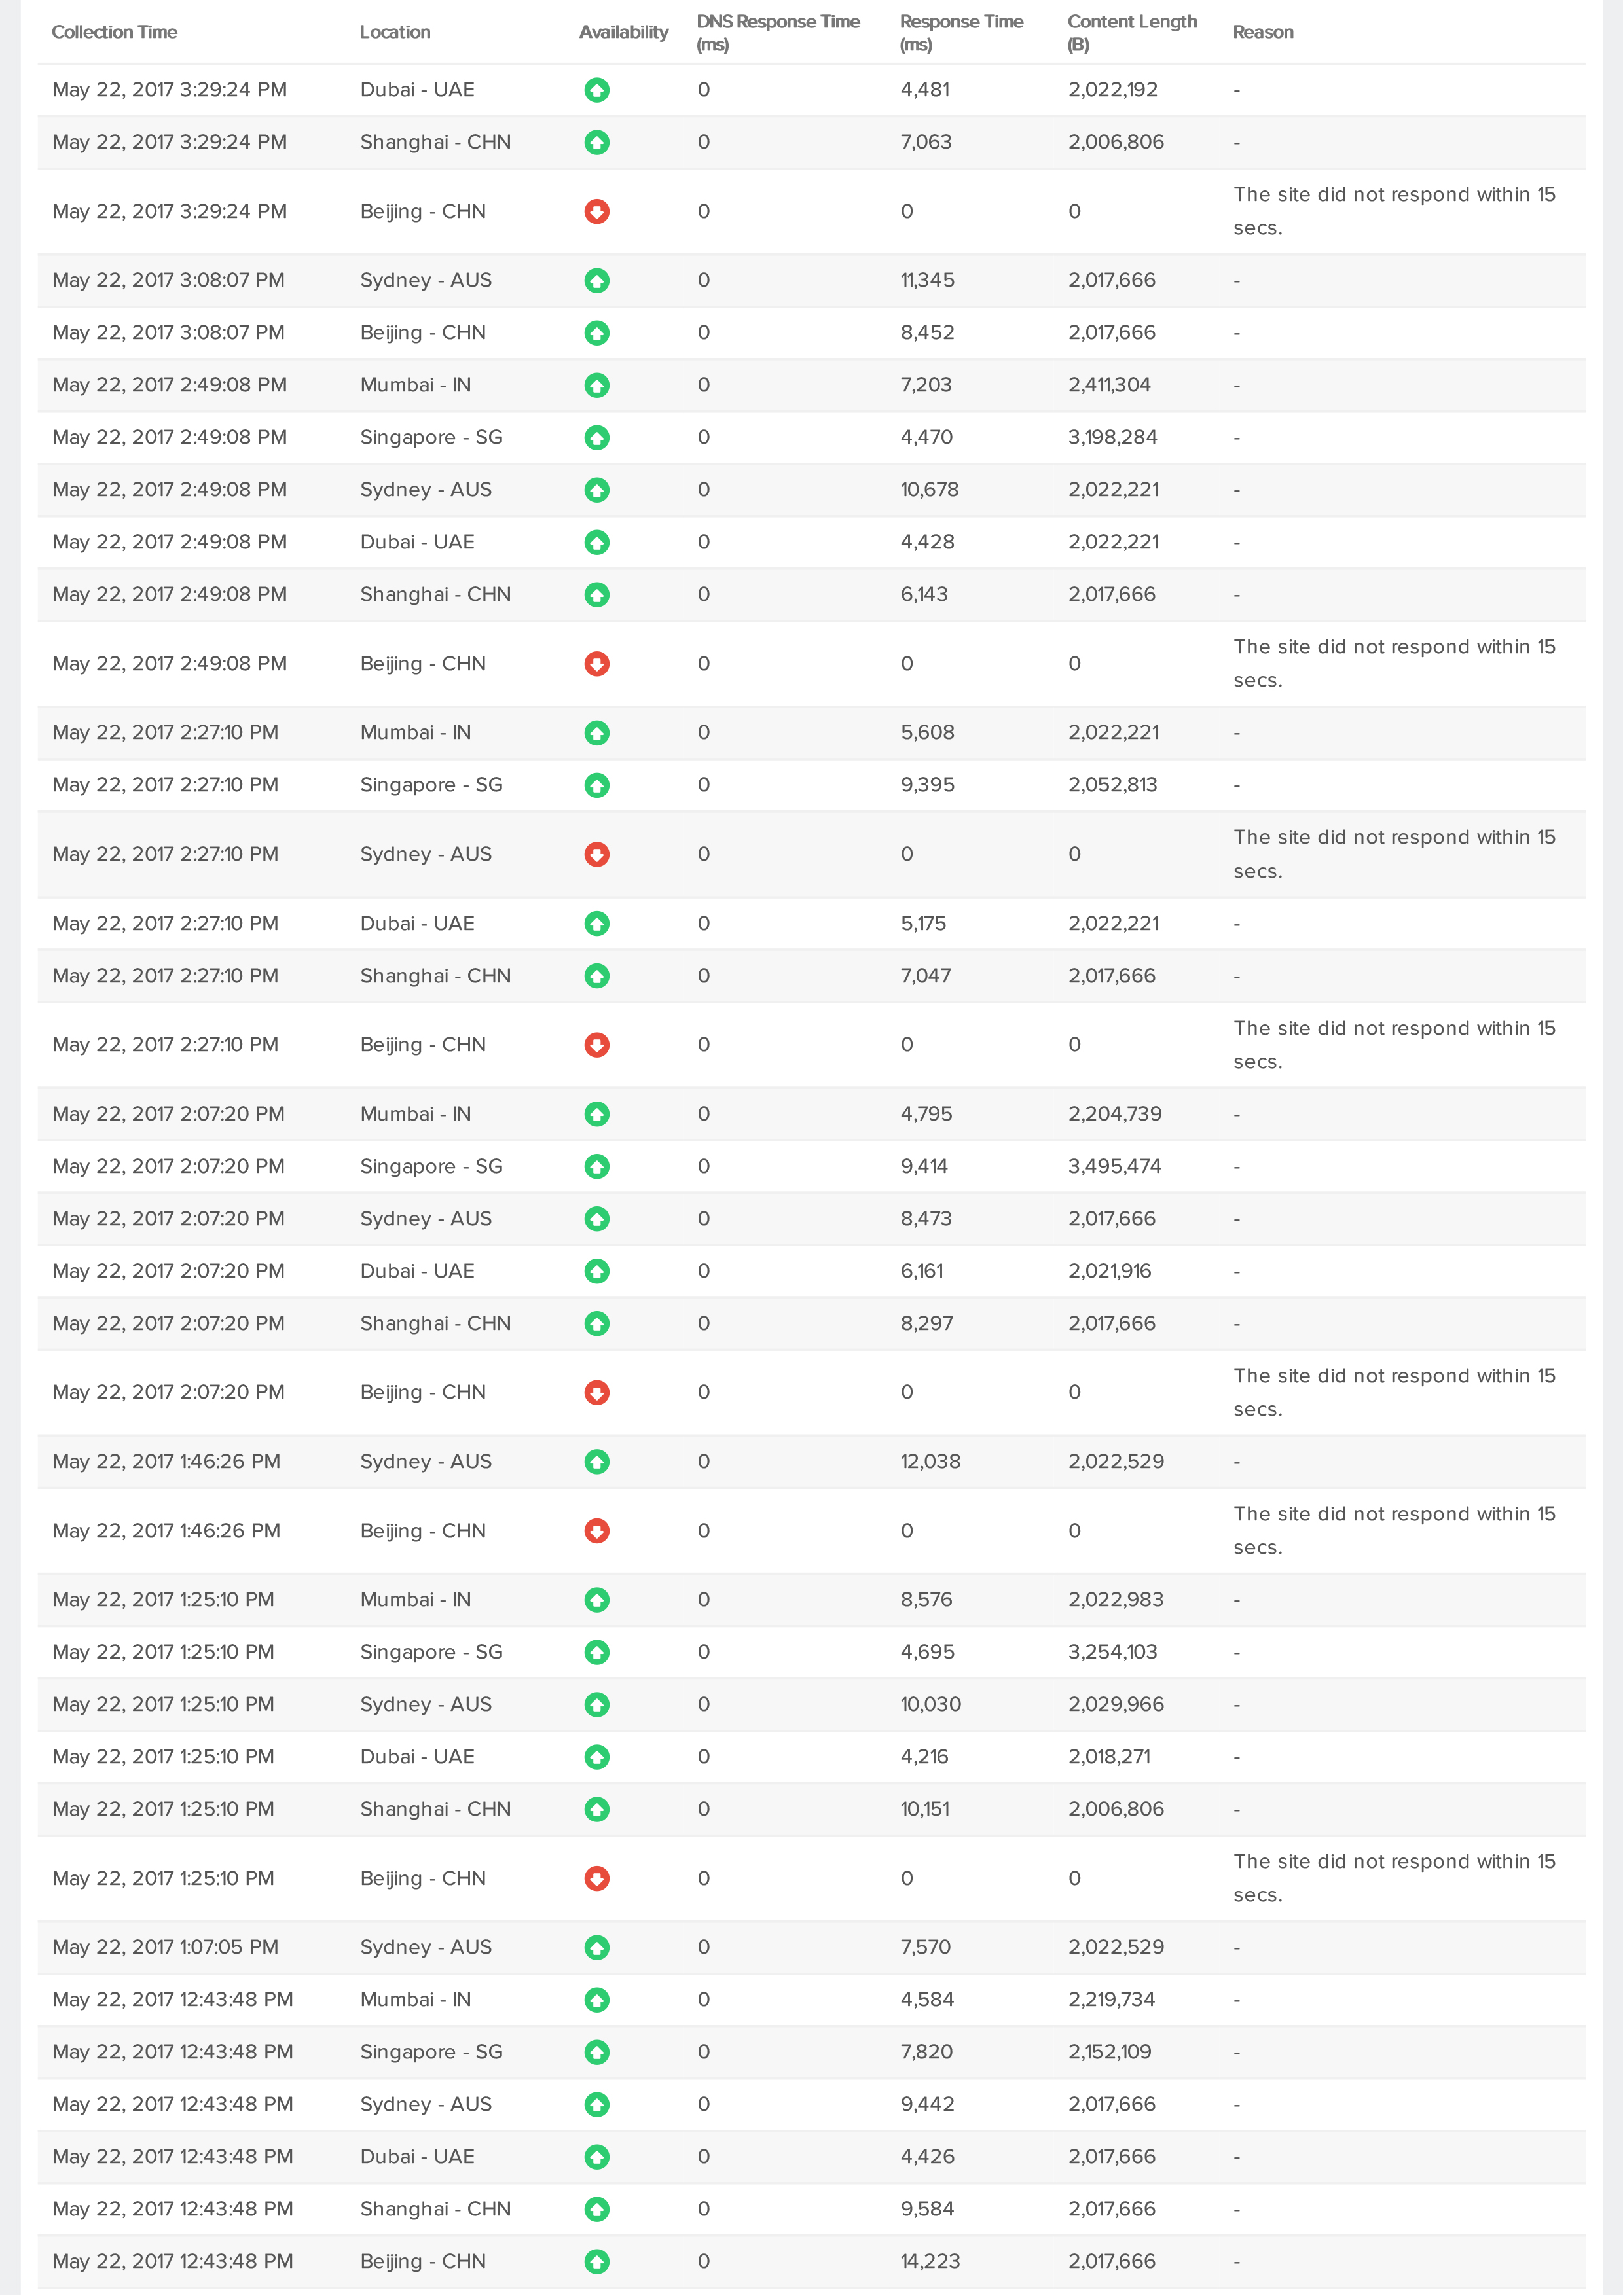 Collection Time Location Availability DNS Response Time (ms) Response Time (ms) Content Length (B) Reason
May 22, 2017 3:29:24 PM Dubai - UAE 0 4,481 2,022,192 -
May 22, 2017 3:29:24 PM Shanghai - CHN 0 7,063 2,006,806 -
May 22, 2017 3:29:24 PM Beijing - CHN 0 0 0 The site did not respond within 15
secs.
May 22, 2017 3:08:07 PM Sydney - AUS 0 11,345 2,017,666 -
May 22, 2017 3:08:07 PM Beijing - CHN 0 8,452 2,017,666 -
May 22, 2017 2:49:08 PM Mumbai - IN 0 7,203 2,411,304 -
May 22, 2017 2:49:08 PM Singapore - SG 0 4,470 3,198,284 -
May 22, 2017 2:49:08 PM Sydney - AUS 0 10,678 2,022,221 -
May 22, 2017 2:49:08 PM Dubai - UAE 0 4,428 2,022,221 -
May 22, 2017 2:49:08 PM Shanghai - CHN 0 6,143 2,017,666 -
May 22, 2017 2:49:08 PM Beijing - CHN 0 0 0 The site did not respond within 15
secs.
May 22, 2017 2:27:10 PM Mumbai - IN 0 5,608 2,022,221 -
May 22, 2017 2:27:10 PM Singapore - SG 0 9,395 2,052,813 -
May 22, 2017 2:27:10 PM Sydney - AUS 0 0 0 The site did not respond within 15
secs.
May 22, 2017 2:27:10 PM Dubai - UAE 0 5,175 2,022,221 -
May 22, 2017 2:27:10 PM Shanghai - CHN 0 7,047 2,017,666 -
May 22, 2017 2:27:10 PM Beijing - CHN 0 0 0 The site did not respond within 15
secs.
May 22, 2017 2:07:20 PM Mumbai - IN 0 4,795 2,204,739 -
May 22, 2017 2:07:20 PM Singapore - SG 0 9,414 3,495,474 -
May 22, 2017 2:07:20 PM Sydney - AUS 0 8,473 2,017,666 -
May 22, 2017 2:07:20 PM Dubai - UAE 0 6,161 2,021,916 -
May 22, 2017 2:07:20 PM Shanghai - CHN 0 8,297 2,017,666 -
May 22, 2017 2:07:20 PM Beijing - CHN 0 0 0 The site did not respond within 15
secs.
May 22, 2017 1:46:26 PM Sydney - AUS 0 12,038 2,022,529 -
May 22, 2017 1:46:26 PM Beijing - CHN 0 0 0 The site did not respond within 15
secs.
May 22, 2017 1:25:10 PM Mumbai - IN 0 8,576 2,022,983 -
May 22, 2017 1:25:10 PM Singapore - SG 0 4,695 3,254,103 -
May 22, 2017 1:25:10 PM Sydney - AUS 0 10,030 2,029,966 -
May 22, 2017 1:25:10 PM Dubai - UAE 0 4,216 2,018,271 -
May 22, 2017 1:25:10 PM Shanghai - CHN 0 10,151 2,006,806 -
May 22, 2017 1:25:10 PM Beijing - CHN 0 0 0 The site did not respond within 15
secs.
May 22, 2017 1:07:05 PM Sydney - AUS 0 7,570 2,022,529 -
May 22, 2017 12:43:48 PM Mumbai - IN 0 4,584 2,219,734 -
May 22, 2017 12:43:48 PM Singapore - SG 0 7,820 2,152,109 -
May 22, 2017 12:43:48 PM Sydney - AUS 0 9,442 2,017,666 -
May 22, 2017 12:43:48 PM Dubai - UAE 0 4,426 2,017,666 -
May 22, 2017 12:43:48 PM Shanghai - CHN 0 9,584 2,017,666 -
May 22, 2017 12:43:48 PM Beijing - CHN 0 14,223 2,017,666 -